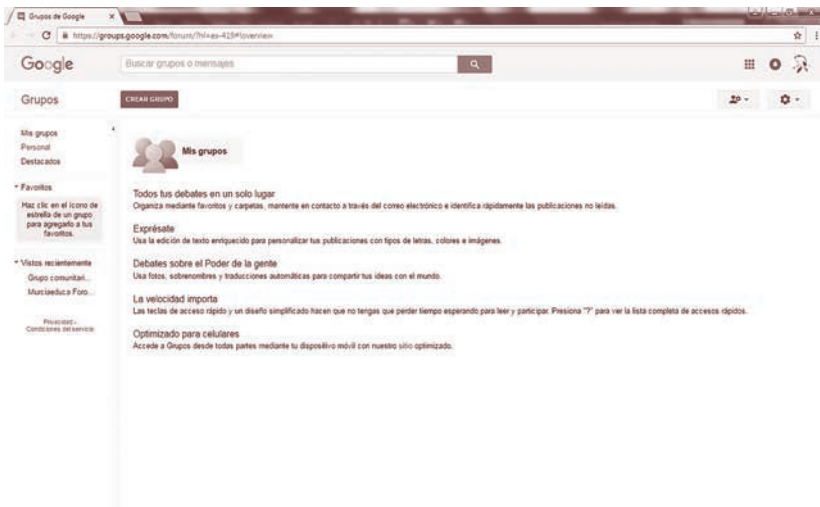 Grupos de Google
https://groups.google.com/forum/?hl=es-419#!overview
Google
Buscar grupos o mensajes
Grupos
CREAR GRUPO
Mis grupos
Personal
Destacados
Favoritos
Haz clic en el ícono de
estrella de un grupo
para agregarlo a tus
favoritos.
Vistos recientemente
Grupo comunitari...
Murciaeduca Foro...
Privacidad -
Condiciones del servicio
Mis grupos
Todos tus debates en un solo lugar
Organiza mediante favoritos y carpetas, mantente en contacto a través del correo electrónico e identifica rápidamente las publicaciones no leídas.
Exprésate
Usa la edición de texto enriquecido para personalizar tus publicaciones con tipos de letras, colores e imágenes.
Debates sobre el Poder de la gente
Usa fotos, sobrenombres y traducciones automáticas para compartir tus ideas con el mundo.
La velocidad importa
Las teclas de acceso rápido y un diseño simplificado hacen que no tengas que perder tiempo esperando para leer y participar. Presiona "?" para ver la lista completa de accesos rápidos.
Optimizado para celulares
Accede a Grupos desde todas partes mediante tu dispositivo móvil con nuestro sitio optimizado.